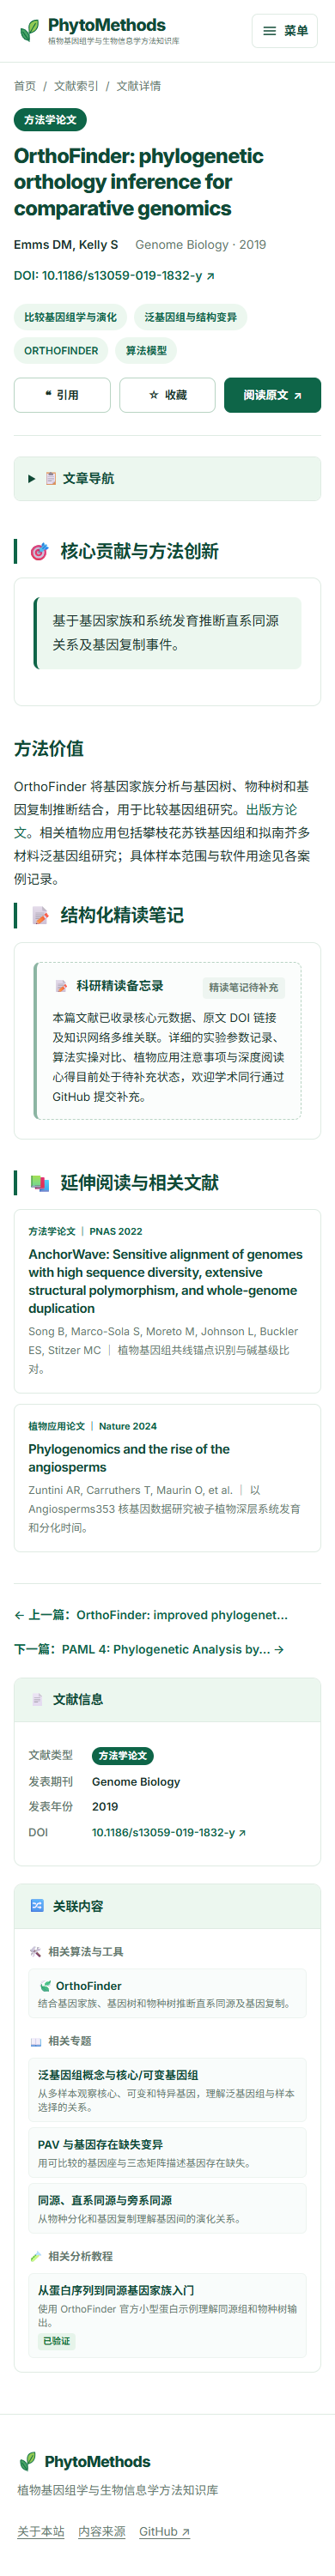 PhytoMethods
植物基因组学与生物信息学方法知识库
菜单
首页 / 文献索引 / 文献详情
方法学论文
OrthoFinder: phylogenetic
orthology inference for
comparative genomics
Emms DM, Kelly S Genome Biology · 2019
DOI: 10.1186/s13059-019-1832-y ↗
比较基因组学与演化 泛基因组与结构变异
ORTHOFINDER 算法模型
❝ 引用 ☆ 收藏 阅读原文 ↗
▶ 文章导航
核心贡献与方法创新
基于基因家族和系统发育推断直系同源
关系及基因复制事件。
方法价值
OrthoFinder 将基因家族分析与基因树、物种树和基
因复制推断结合，用于比较基因组研究。出版方论
文。相关植物应用包括攀枝花苏铁基因组和拟南芥多
材料泛基因组研究；具体样本范围与软件用途见各案
例记录。
结构化精读笔记
科研精读备忘录 精读笔记待补充
本篇文献已收录核心元数据、原文 DOI 链接
及知识网络多维关联。详细的实验参数记录、
算法实操对比、植物应用注意事项与深度阅读
心得目前处于待补充状态，欢迎学术同行通过
GitHub 提交补充。
延伸阅读与相关文献
方法学论文 | PNAS 2022
AnchorWave: Sensitive alignment of genomes
with high sequence diversity, extensive
structural polymorphism, and whole-genome
duplication
Song B, Marco-Sola S, Moreto M, Johnson L, Buckler
ES, Stitzer MC | 植物基因组共线锚点识别与碱基级比
对。
植物应用论文 | Nature 2024
Phylogenomics and the rise of the
angiosperms
Zuntini AR, Carruthers T, Maurin O, et al. | 以
Angiosperms353 核基因数据研究被子植物深层系统发育
和分化时间。
← 上一篇：OrthoFinder: improved phylogenet...
下一篇：PAML 4: Phylogenetic Analysis by... →
文献信息
文献类型 方法学论文
发表期刊 Genome Biology
发表年份 2019
DOI 10.1186/s13059-019-1832-y ↗
关联内容
相关算法与工具
OrthoFinder
结合基因家族、基因树和物种树推断直系同源及基因复制。
相关专题
泛基因组概念与核心/可变基因组
从多样本观察核心、可变和特异基因，理解泛基因组与样本
选择的关系。
PAV 与基因存在缺失变异
用可比较的基因座与三态矩阵描述基因存在缺失。
同源、直系同源与旁系同源
从物种分化和基因复制理解基因间的演化关系。
相关分析教程
从蛋白序列到同源基因家族入门
使用 OrthoFinder 官方小型蛋白示例理解同源组和物种树输
出。
已验证
PhytoMethods
植物基因组学与生物信息学方法知识库
关于本站 内容来源 GitHub ↗